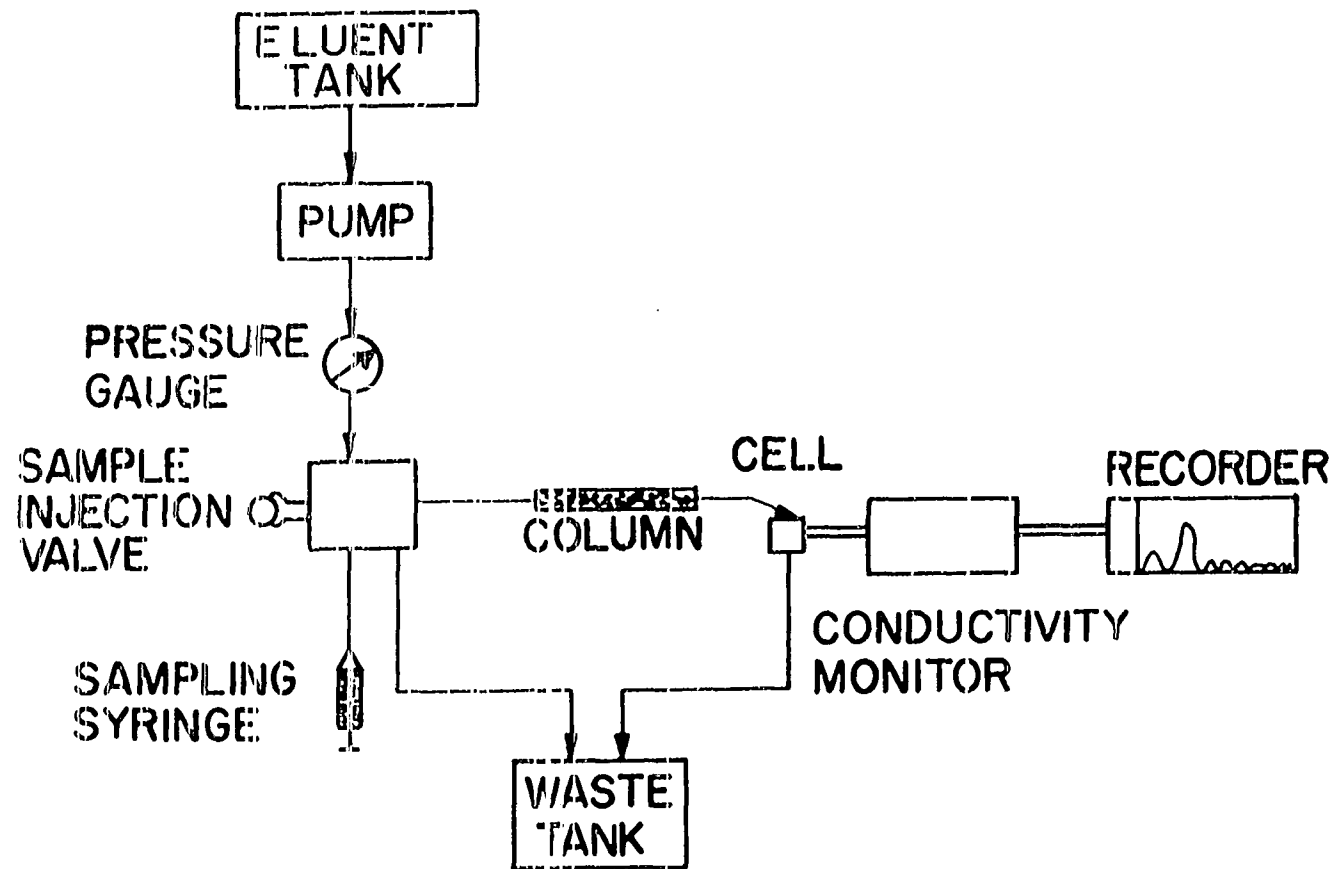 ELUENT
TANK
PUMP
PRESSURE
GAUGE
SAMPLE
INJECTION
VALVE
CELL
RECORDER
COLUMN
CONDUCTIVITY
MONITOR
SAMPLING
SYRINGE
WASTE
TANK